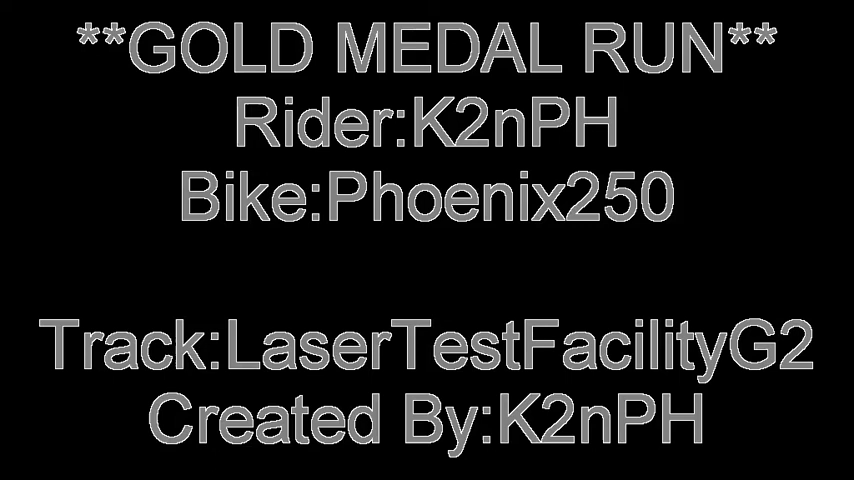 **GOLD MEDAL RUN**
Rider:K2nPH
Bike:Phoenix250
Track:LaserTestFacilityG2
Created By:K2nPH